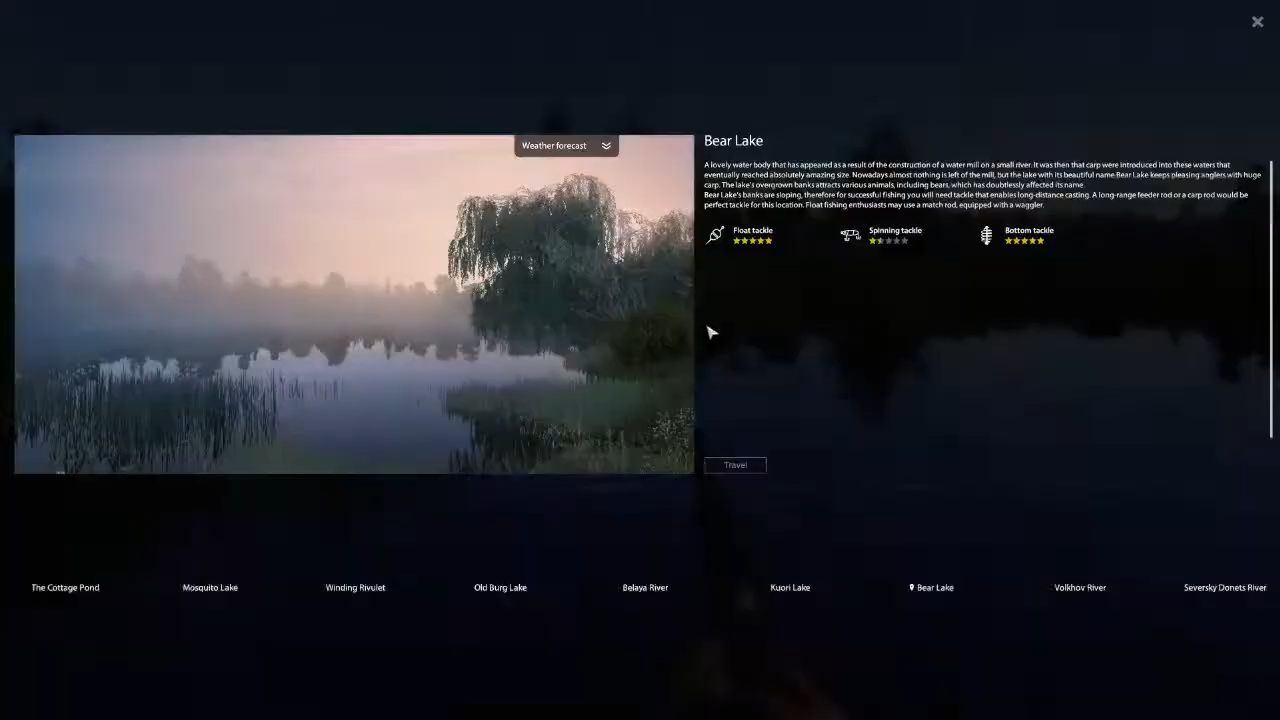 Weather forecast
Bear Lake
A lovely water body that has appeared as a result of the construction of a water mill on a small river. It was then that carp were introduced into these waters that
eventually reached absolutely amazing size. Nowadays almost nothing is left of the mill, but the lake with its beautiful name Bear Lake keeps pleasing anglers with huge
carp. The lake's overgrown banks attracts various animals, including bears, which has doubtlessly affected its name.
Bear Lake's banks are sloping, therefore for successful fishing you will need tackle that enables long-distance casting. A long-range feeder rod or a carp rod would be
perfect tackle for this location. Float fishing enthusiasts may use a match rod, equipped with a waggler.
Float tackle
Spinning tackle
Bottom tackle
Travel
The Cottage Pond
Mosquito Lake
Winding Rivulet
Old Burg Lake
Belaya River
Kuori Lake
Bear Lake
Volkhov River
Seversky Donets River